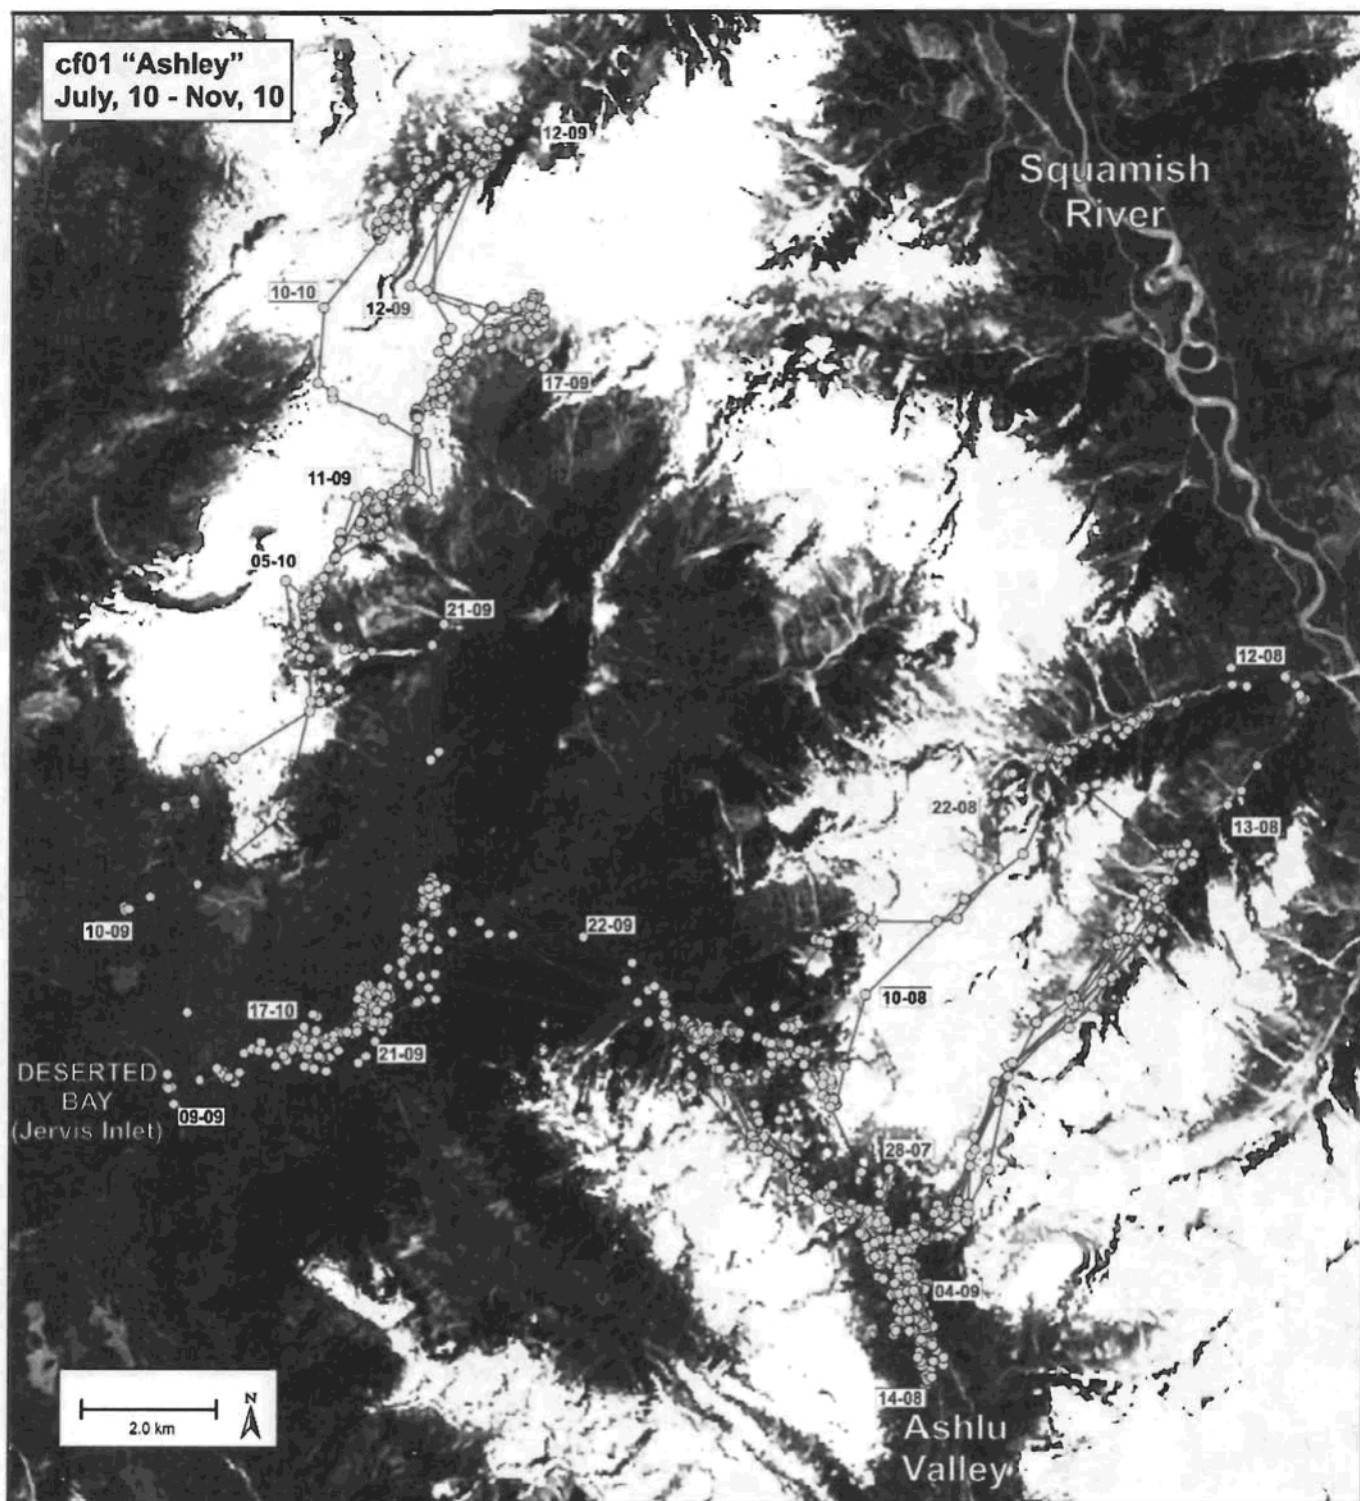 cf01 "Ashley"
July, 10 - Nov, 10
12-09
Squamish
River
10-10
12-09
17-09
11-09
05-10
21-09
12-08
22-08
13-08
10-09
22-09
10-08
17-10
21-09
DESERTED
BAY
(Jervis Inlet)
09-09
28-07
04-09
14-08
Ashlu
Valley
2.0 km
N